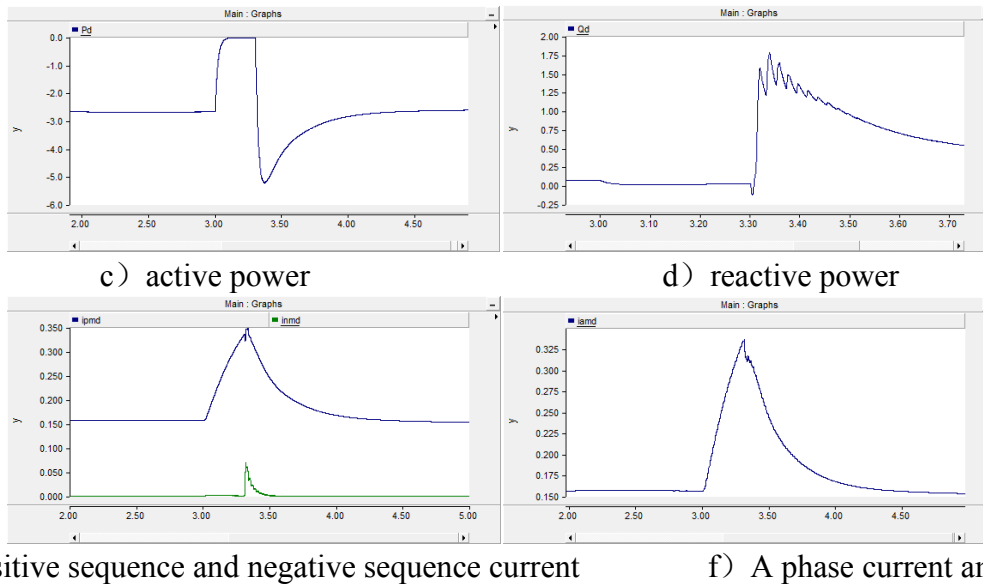 Main : Graphs
Pd
0.0
-1.0
-2.0
-3.0
-4.0
-5.0
-6.0
y
2.00 2.50 3.00 3.50 4.00 4.50
c）active power
Main : Graphs
Qd
2.00
1.75
1.50
1.25
1.00
0.75
0.50
0.25
0.00
-0.25
y
3.00 3.10 3.20 3.30 3.40 3.50 3.60 3.70
d）reactive power
Main : Graphs
ipmd inmd
0.350
0.300
0.250
0.200
0.150
0.100
0.050
0.000
y
2.00 2.50 3.00 3.50 4.00 4.50 5.00
sitive sequence and negative sequence current
Main : Graphs
iamd
0.325
0.300
0.275
0.250
0.225
0.200
0.175
0.150
y
2.00 2.50 3.00 3.50 4.00 4.50
f）A phase current an